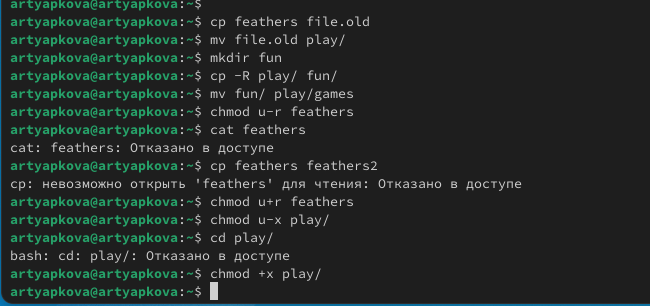 artyapkova@artyapkova:~$
artyapkova@artyapkova:~$ cp feathers file.old
artyapkova@artyapkova:~$ mv file.old play/
artyapkova@artyapkova:~$ mkdir fun
artyapkova@artyapkova:~$ cp -R play/ fun/
artyapkova@artyapkova:~$ mv fun/ play/games
artyapkova@artyapkova:~$ chmod u-r feathers
artyapkova@artyapkova:~$ cat feathers
cat: feathers: Отказано в доступе
artyapkova@artyapkova:~$ cp feathers feathers2
cp: невозможно открыть 'feathers' для чтения: Отказано в доступе
artyapkova@artyapkova:~$ chmod u+r feathers
artyapkova@artyapkova:~$ chmod u-x play/
artyapkova@artyapkova:~$ cd play/
bash: cd: play/: Отказано в доступе
artyapkova@artyapkova:~$ chmod +x play/
artyapkova@artyapkova:~$